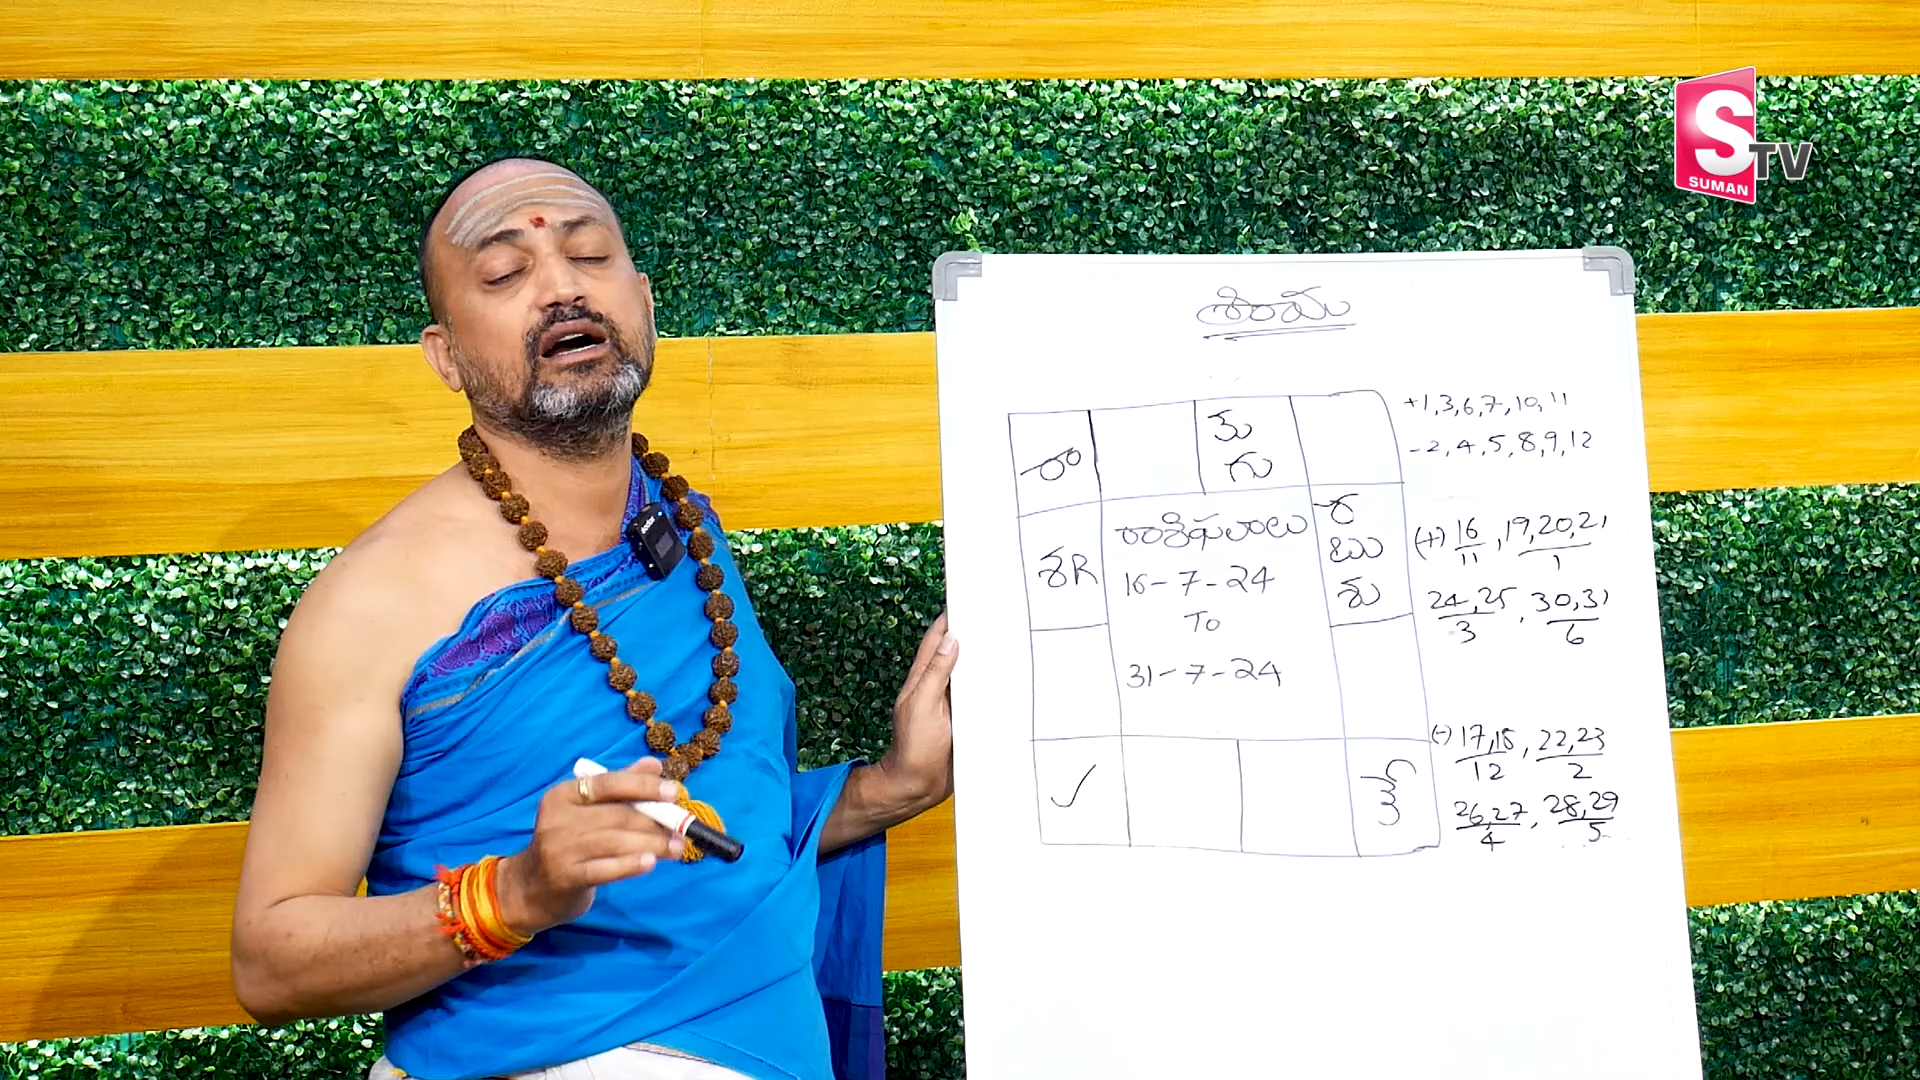 S TV
SUMAN
శ్రీరామ
+1,3,6,7,10,11
-2,4,5,8,9,12
రా
కు
గు
శR
రాశిఫలాలు
16-7-24
To
31-7-24
ర
బు
శు
(+) 16, 19,20,21
11 1
24,25, 30,31
3 6
(-) 17,18, 22,23
12 2
26,27, 28,29
4 5
✓
కే